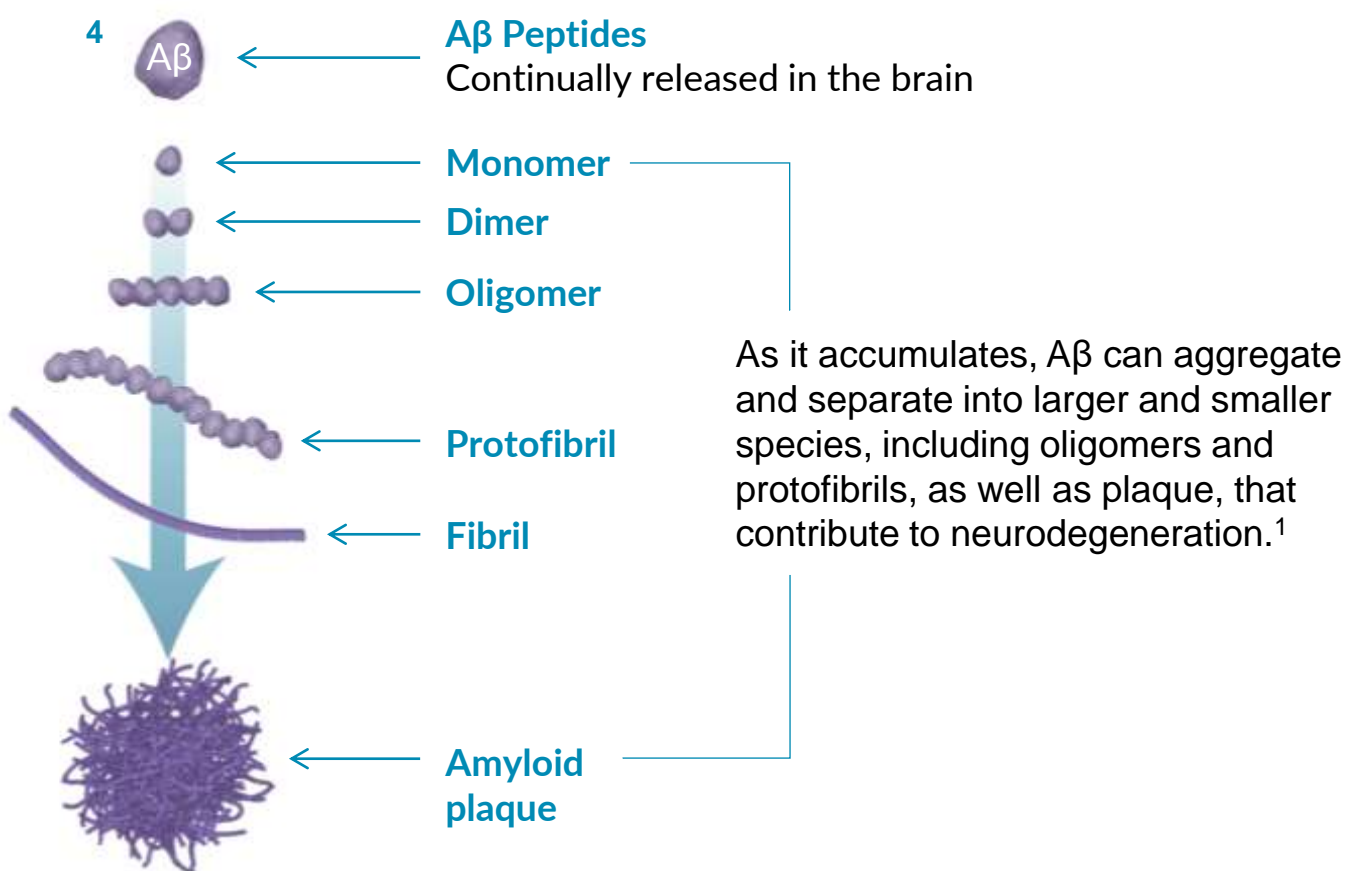 4
Aβ
Aβ Peptides
Continually released in the brain
Monomer
Dimer
Oligomer
Protofibril
Fibril
Amyloid
plaque
As it accumulates, Aβ can aggregate
and separate into larger and smaller
species, including oligomers and
protofibrils, as well as plaque, that
contribute to neurodegeneration.¹